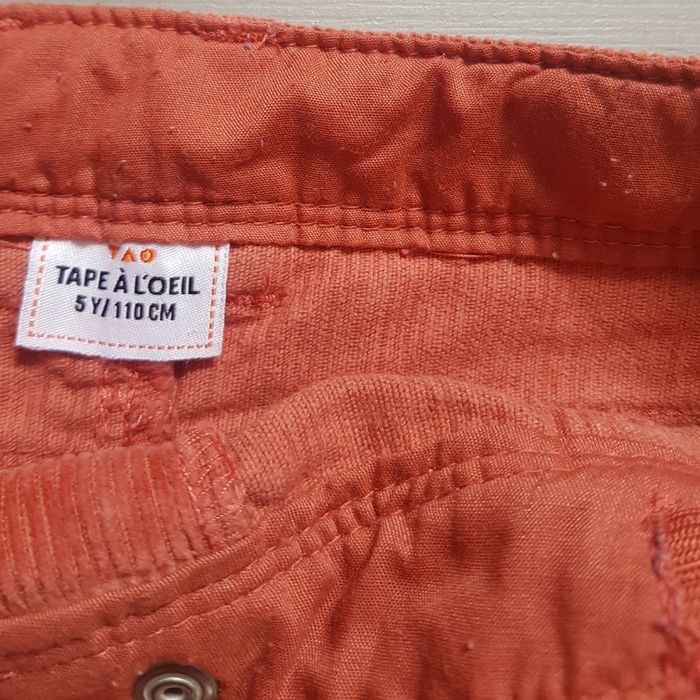 TAO
TAPE À L'OEIL
5 Y/110 CM